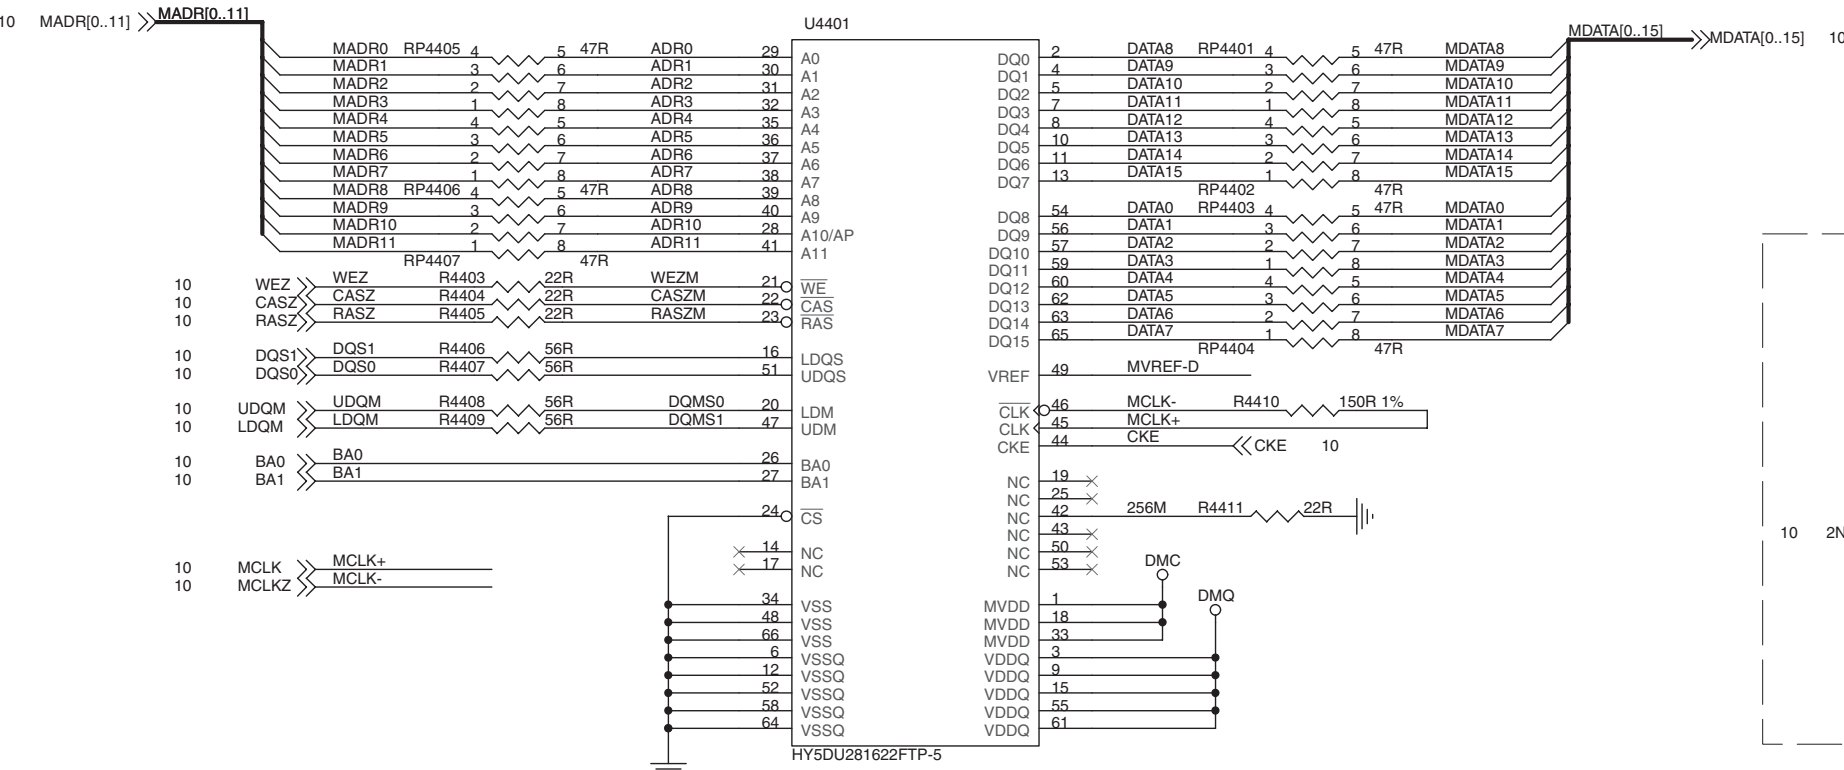 U4401
10 MADR[0..11] MADR[0..11] MDATA[0..15] MDATA[0..15] 10
MADR0 RP4405 4 5 47R ADR0 29 A0 DQ0 2 DATA8 RP4401 4 5 47R MDATA8
MADR1 3 6 ADR1 30 A1 DQ1 4 DATA9 3 6 MDATA9
MADR2 2 7 ADR2 31 A2 DQ2 5 DATA10 2 7 MDATA10
MADR3 1 8 ADR3 32 A3 DQ3 7 DATA11 1 8 MDATA11
MADR4 4 5 ADR4 35 A4 DQ4 8 DATA12 4 5 MDATA12
MADR5 3 6 ADR5 36 A5 DQ5 10 DATA13 3 6 MDATA13
MADR6 2 7 ADR6 37 A6 DQ6 11 DATA14 2 7 MDATA14
MADR7 1 8 ADR7 38 A7 DQ7 13 DATA15 1 8 MDATA15
MADR8 RP4406 4 5 47R ADR8 39 A8 RP4402 47R
MADR9 3 6 ADR9 40 A9 DQ8 54 DATA0 RP4403 4 5 47R MDATA0
MADR10 2 7 ADR10 28 A10/AP DQ9 56 DATA1 3 6 MDATA1
MADR11 1 8 ADR11 41 A11 DQ10 57 DATA2 2 7 MDATA2
RP4407 47R DQ11 59 DATA3 1 8 MDATA3
10 WEZ WEZ R4403 22R WEZM 21 WE DQ12 60 DATA4 4 5 MDATA4
10 CASZ CASZ R4404 22R CASZM 22 CAS DQ13 62 DATA5 3 6 MDATA5
10 RASZ RASZ R4405 22R RASZM 23 RAS DQ14 63 DATA6 2 7 MDATA6
DQ15 65 DATA7 1 8 MDATA7
RP4404 47R
10 DQS1 DQS1 R4406 56R 16 LDQS
10 DQS0 DQS0 R4407 56R 51 UDQS VREF 49 MVREF-D
10 UDQM UDQM R4408 56R DQMS0 20 LDM CLK 46 MCLK- R4410 150R 1%
10 LDQM LDQM R4409 56R DQMS1 47 UDM CLK 45 MCLK+
CKE 44 CKE CKE 10
10 BA0 BA0 26 BA0
10 BA1 BA1 27 BA1 NC 19
NC 25
24 CS NC 42 256M R4411 22R
NC 43
14 NC NC 50
10 MCLK MCLK+ 17 NC NC 53 DMC
10 MCLKZ MCLK- DMQ
34 VSS MVDD 1
48 VSS MVDD 18
66 VSS MVDD 33
6 VSSQ VDDQ 3
12 VSSQ VDDQ 9
52 VSSQ VDDQ 15
58 VSSQ VDDQ 55
64 VSSQ VDDQ 61
HY5DU281622FTP-5
10 2N